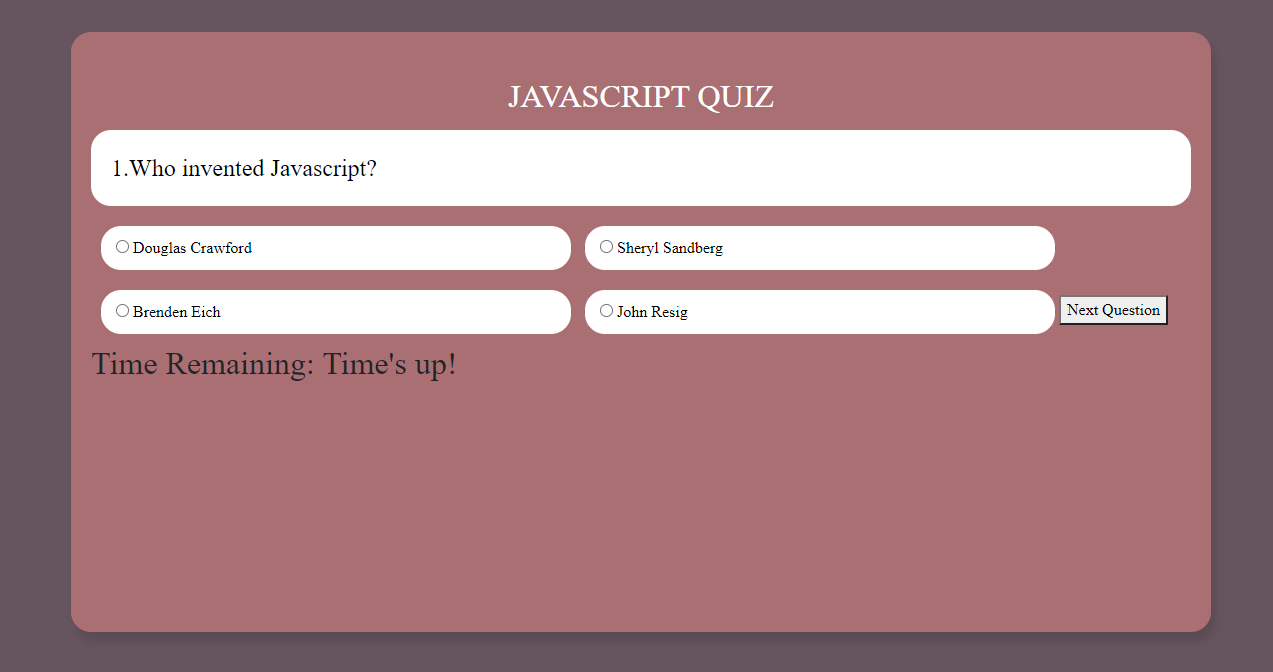 JAVASCRIPT QUIZ
1.Who invented Javascript?
Douglas Crawford
Sheryl Sandberg
Brenden Eich
John Resig
Next Question
Time Remaining: Time's up!